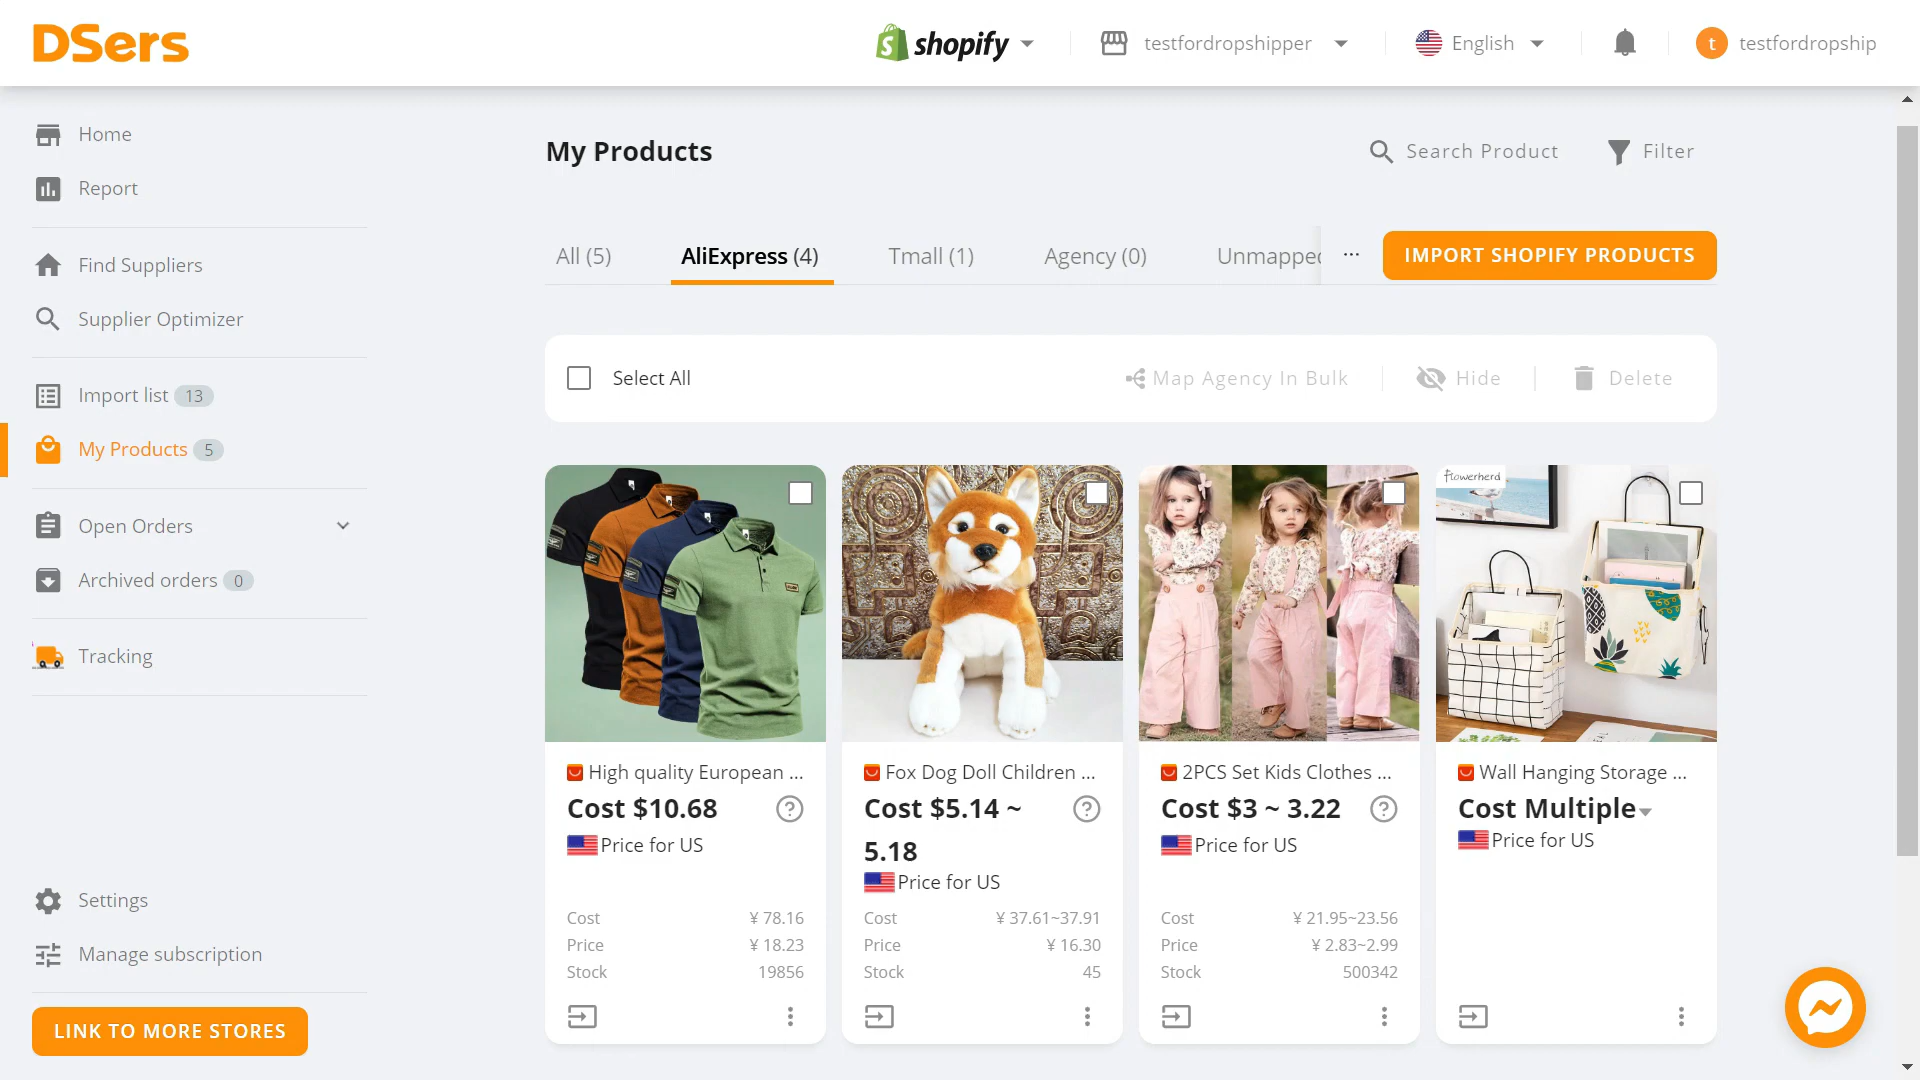 DSers
shopify
testfordropshipper
English
t
testfordropship
Home
Report
Find Suppliers
Supplier Optimizer
Import list 13
My Products 5
Open Orders
Archived orders 0
Tracking
Settings
Manage subscription
LINK TO MORE STORES
My Products
Search Product
Filter
All (5)
AliExpress (4)
Tmall (1)
Agency (0)
Unmapped
...
IMPORT SHOPIFY PRODUCTS
Select All
Map Agency In Bulk
Hide
Delete
flowerherd
High quality European ...
Cost $10.68
Price for US
Cost ¥ 78.16
Price ¥ 18.23
Stock 19856
Fox Dog Doll Children ...
Cost $5.14 ~
5.18
Price for US
Cost ¥ 37.61~37.91
Price ¥ 16.30
Stock 45
2PCS Set Kids Clothes ...
Cost $3 ~ 3.22
Price for US
Cost ¥ 21.95~23.56
Price ¥ 2.83~2.99
Stock 500342
Wall Hanging Storage ...
Cost Multiple
Price for US